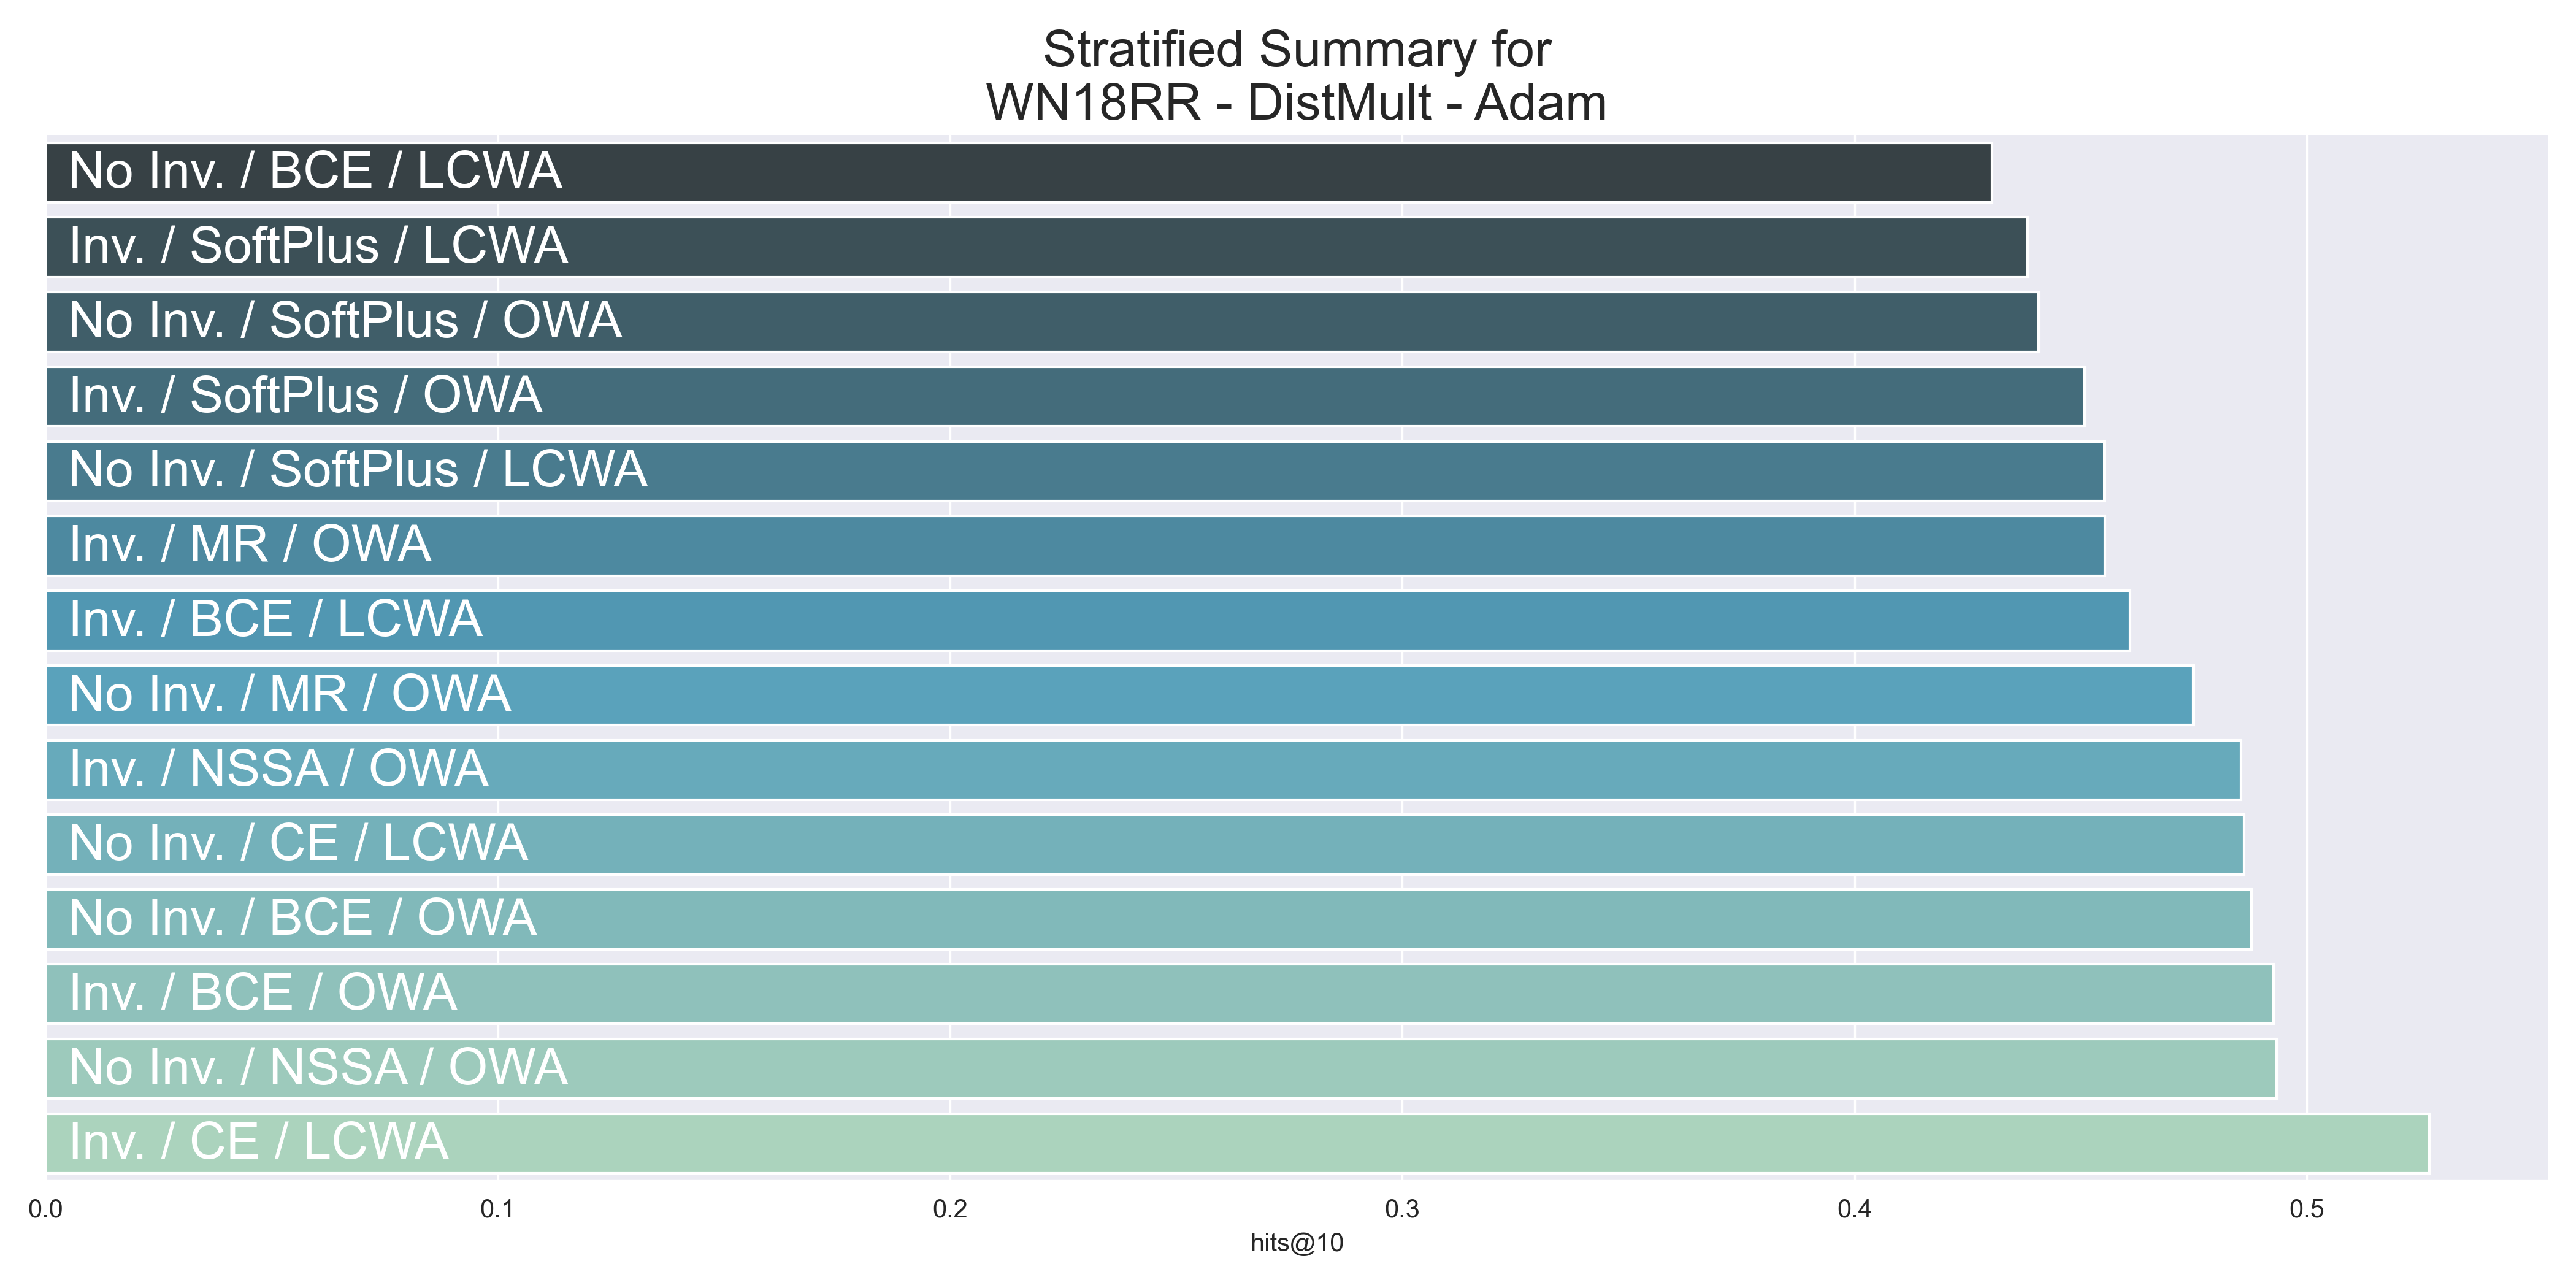 Stratified Summary for
WN18RR - DistMult - Adam
No Inv. / BCE / LCWA
Inv. / SoftPlus / LCWA
No Inv. / SoftPlus / OWA
Inv. / SoftPlus / OWA
No Inv. / SoftPlus / LCWA
Inv. / MR / OWA
Inv. / BCE / LCWA
No Inv. / MR / OWA
Inv. / NSSA / OWA
No Inv. / CE / LCWA
No Inv. / BCE / OWA
Inv. / BCE / OWA
No Inv. / NSSA / OWA
Inv. / CE / LCWA
0.0 0.1 0.2 0.3 0.4 0.5
hits@10